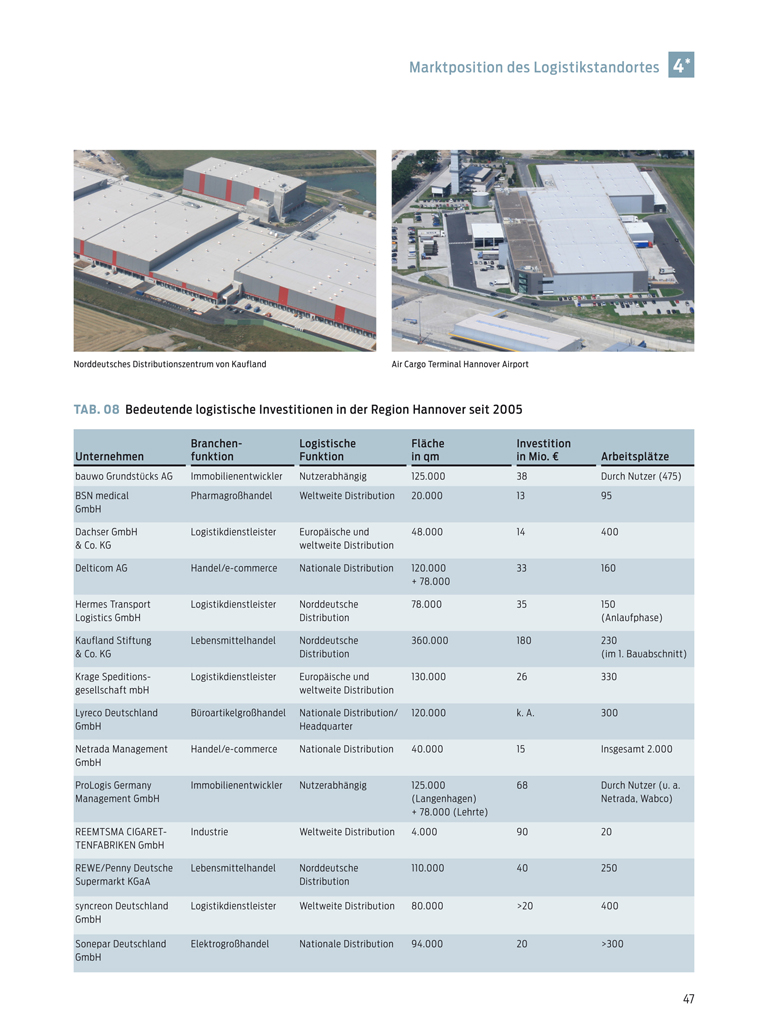 Marktposition des Logistikstandortes 4*
Norddeutsches Distributionszentrum von Kaufland
Air Cargo Terminal Hannover Airport
TAB. 08 Bedeutende logistische Investitionen in der Region Hannover seit 2005
Unternehmen Branchen-funktion Logistische Funktion Fläche in qm Investition in Mio. € Arbeitsplätze
bauwo Grundstücks AG Immobilienentwickler Nutzerabhängig 125.000 38 Durch Nutzer (475)
BSN medical Pharmagroßhandel Weltweite Distribution 20.000 13 95
GmbH
Dachser GmbH Logistikdienstleister Europäische und 48.000 14 400
& Co. KG weltweite Distribution
Delticom AG Handel/e-commerce Nationale Distribution 120.000 33 160
+ 78.000
Hermes Transport Logistikdienstleister Norddeutsche 78.000 35 150
Logistics GmbH Distribution (Anlaufphase)
Kaufland Stiftung Lebensmittelhandel Norddeutsche 360.000 180 230
& Co. KG Distribution (im 1. Bauabschnitt)
Krage Speditions- Logistikdienstleister Europäische und 130.000 26 330
gesellschaft mbH weltweite Distribution
Lyreco Deutschland Büroartikelgroßhandel Nationale Distribution/ 120.000 k. A. 300
GmbH Headquarter
Netrada Management Handel/e-commerce Nationale Distribution 40.000 15 Insgesamt 2.000
GmbH
ProLogis Germany Immobilienentwickler Nutzerabhängig 125.000 68 Durch Nutzer (u. a.
Management GmbH (Langenhagen) Netrada, Wabco)
+ 78.000 (Lehrte)
REEMTSMA CIGARET- Industrie Weltweite Distribution 4.000 90 20
TENFABRIKEN GmbH
REWE/Penny Deutsche Lebensmittelhandel Norddeutsche 110.000 40 250
Supermarkt KGaA Distribution
syncreon Deutschland Logistikdienstleister Weltweite Distribution 80.000 >20 400
GmbH
Sonepar Deutschland Elektrogroßhandel Nationale Distribution 94.000 20 >300
GmbH
47